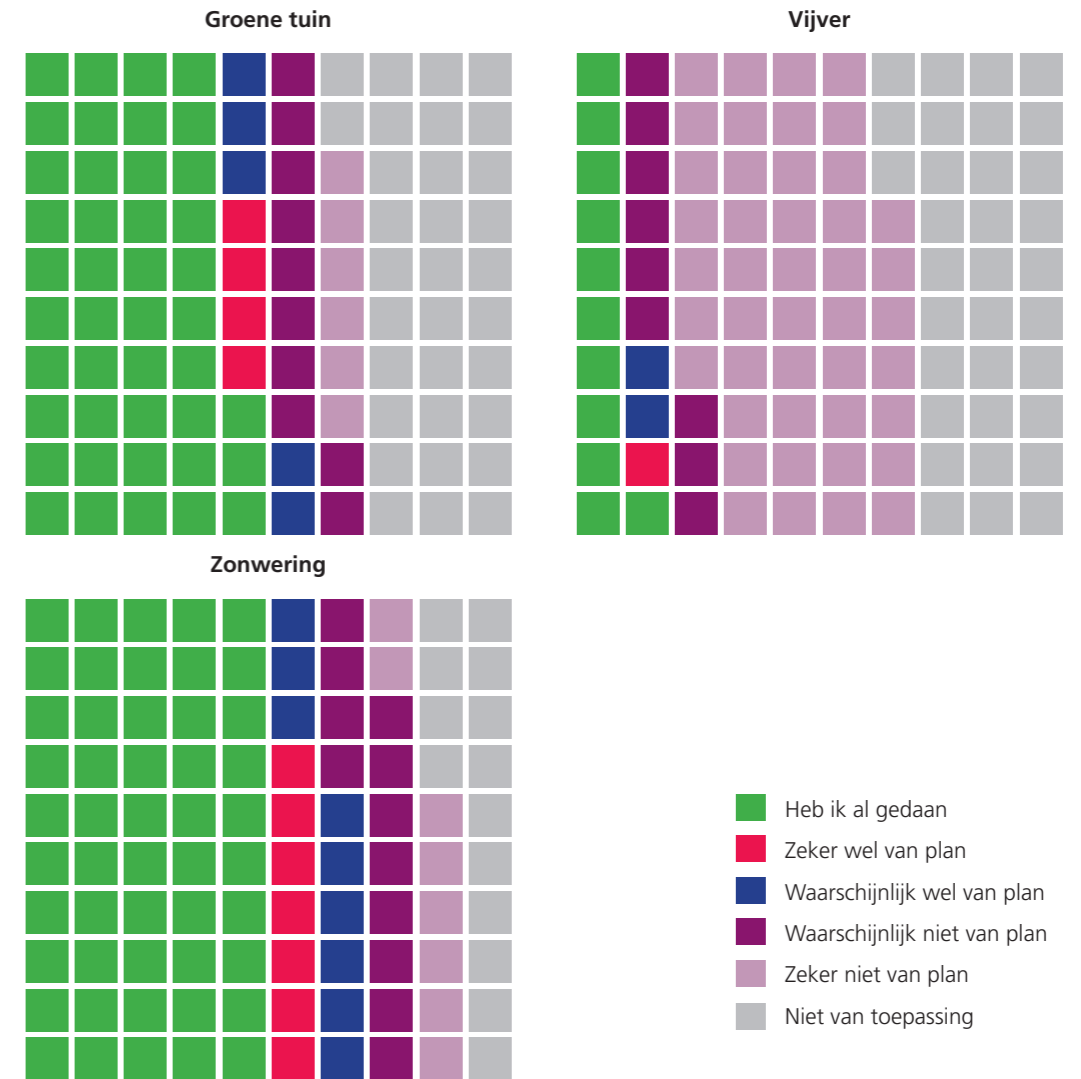 Groene tuin
Vijver
Zonwering
Heb ik al gedaan
Zeker wel van plan
Waarschijnlijk wel van plan
Waarschijnlijk niet van plan
Zeker niet van plan
Niet van toepassing